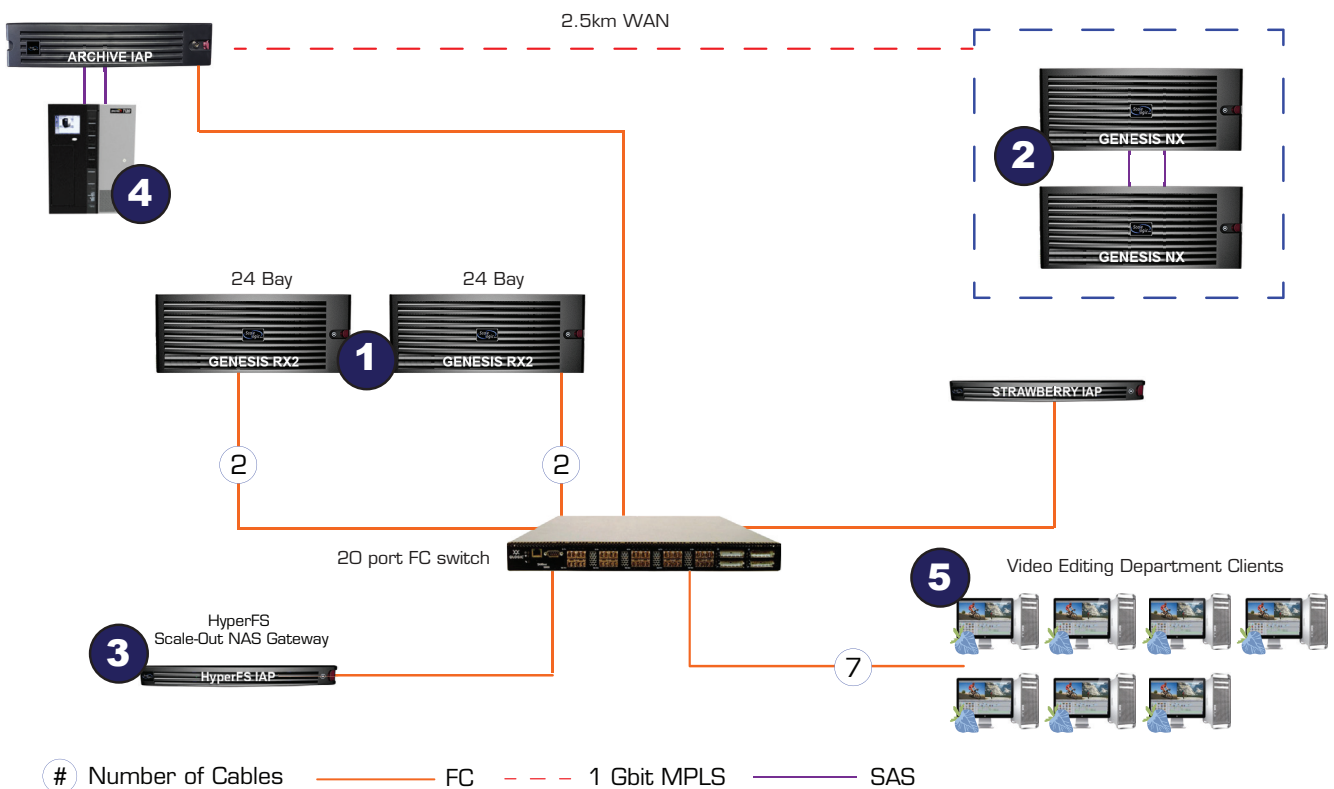 2.5km WAN
ARCHIVE IAP
GENESIS NX
2
GENESIS NX
4
24 Bay
24 Bay
GENESIS RX2
1
GENESIS RX2
STRAWBERRY IAP
2
2
20 port FC switch
5
Video Editing Department Clients
HyperFS
Scale-Out NAS Gateway
3
HyperFS IAP
7
# Number of Cables
FC
1 Gbit MPLS
SAS